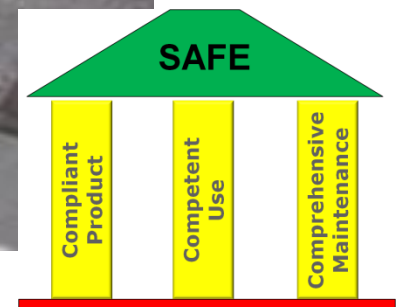 SAFE
Compliant
Product
Competent
Use
Comprehensive
Maintenance